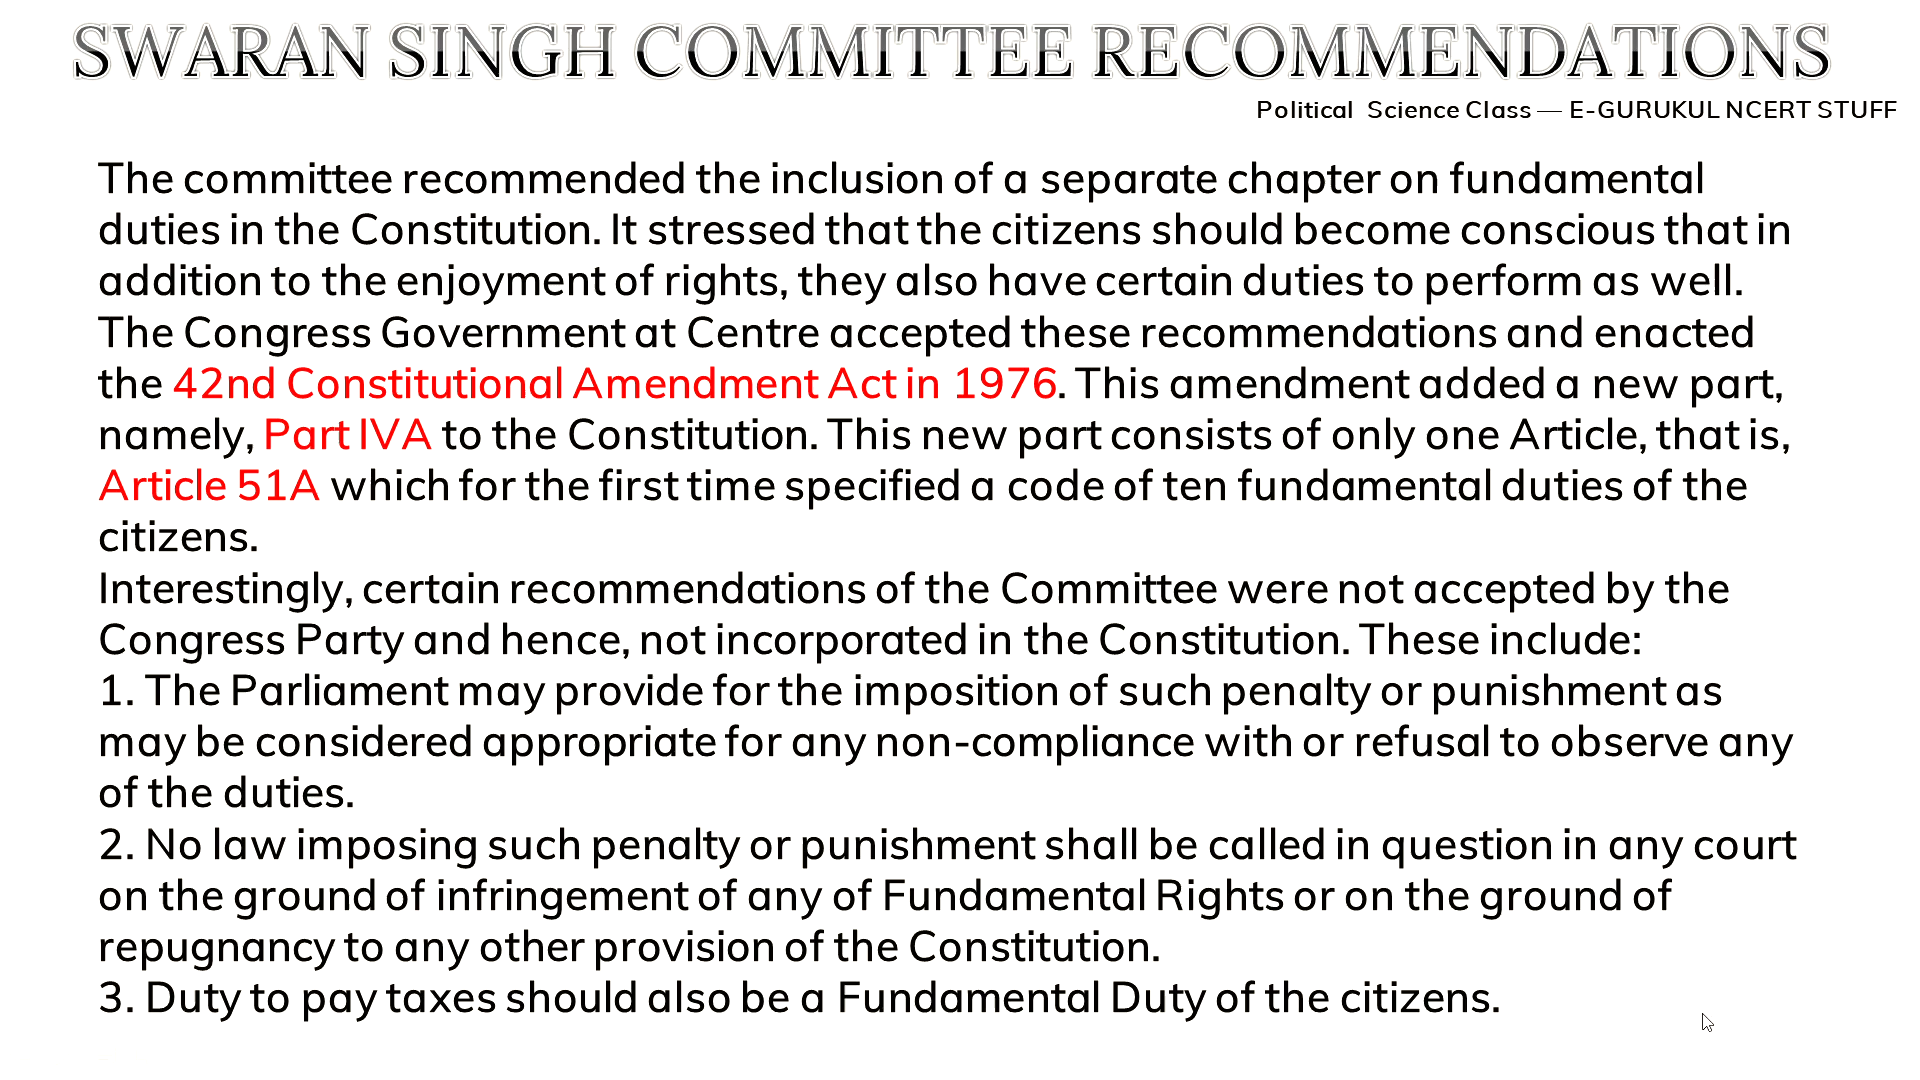 SWARAN SINGH COMMITTEE RECOMMENDATIONS
Political Science Class — E-GURUKUL NCERT STUFF
The committee recommended the inclusion of a separate chapter on fundamental
duties in the Constitution. It stressed that the citizens should become conscious that in
addition to the enjoyment of rights, they also have certain duties to perform as well.
The Congress Government at Centre accepted these recommendations and enacted
the 42nd Constitutional Amendment Act in 1976. This amendment added a new part,
namely, Part IVA to the Constitution. This new part consists of only one Article, that is,
Article 51A which for the first time specified a code of ten fundamental duties of the
citizens.
Interestingly, certain recommendations of the Committee were not accepted by the
Congress Party and hence, not incorporated in the Constitution. These include:
1. The Parliament may provide for the imposition of such penalty or punishment as
may be considered appropriate for any non-compliance with or refusal to observe any
of the duties.
2. No law imposing such penalty or punishment shall be called in question in any court
on the ground of infringement of any of Fundamental Rights or on the ground of
repugnancy to any other provision of the Constitution.
3. Duty to pay taxes should also be a Fundamental Duty of the citizens.